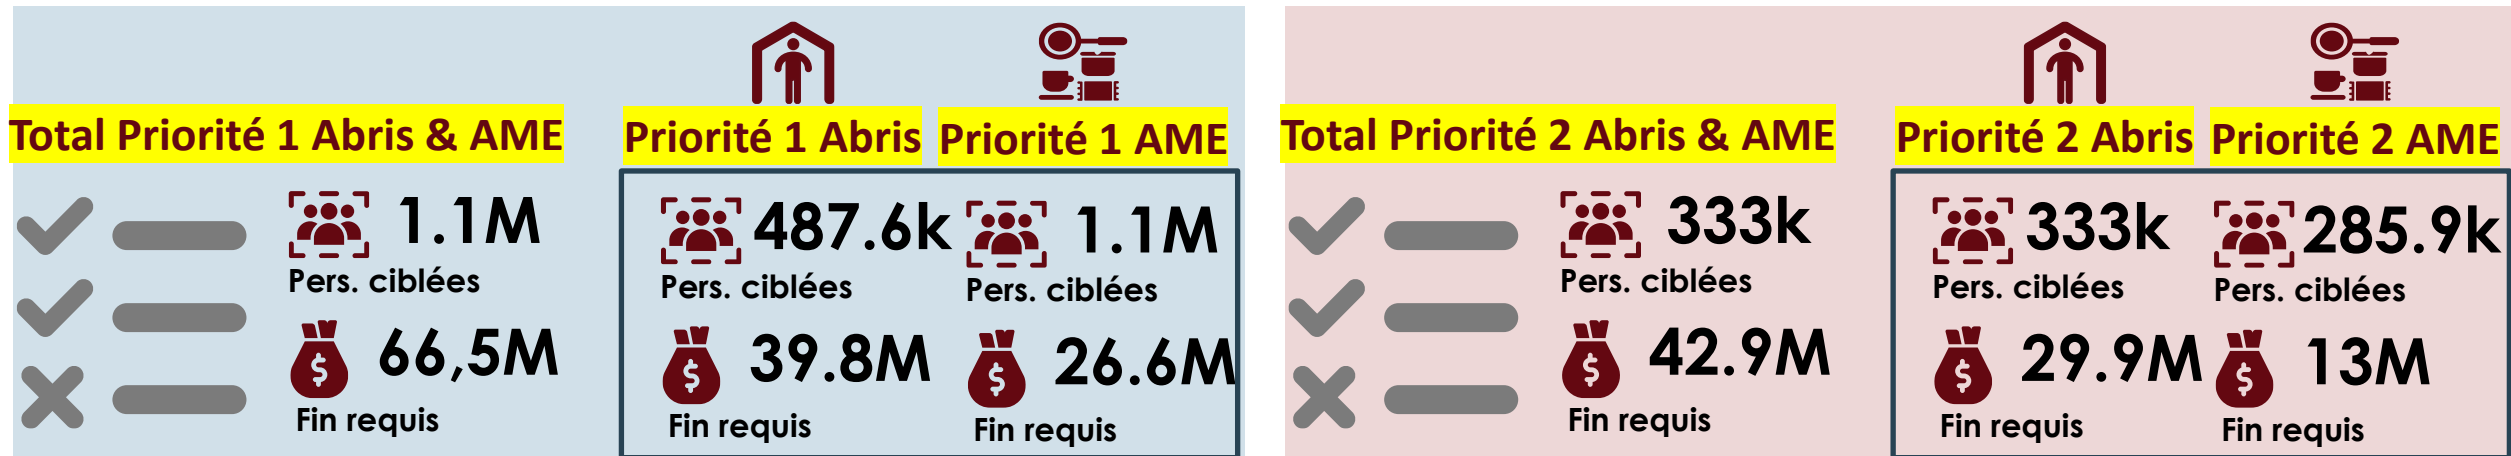 Total Priorité 1 Abris & AME
1.1M
Pers. ciblées
66,5M
Fin requis
Priorité 1 Abris
487.6k
Pers. ciblées
39.8M
Fin requis
Priorité 1 AME
1.1M
Pers. ciblées
26.6M
Fin requis
Total Priorité 2 Abris & AME
333k
Pers. ciblées
42.9M
Fin requis
Priorité 2 Abris
333k
Pers. ciblées
29.9M
Fin requis
Priorité 2 AME
285.9k
Pers. ciblées
13M
Fin requis